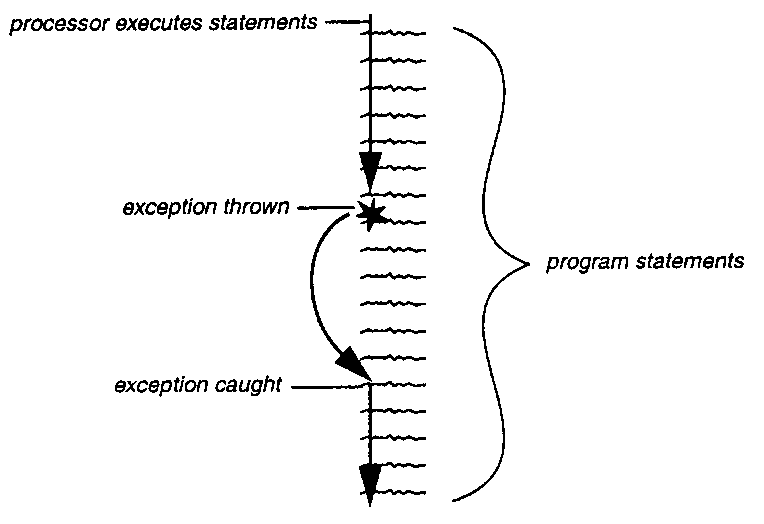 processor executes statements
exception thrown
program statements
exception caught